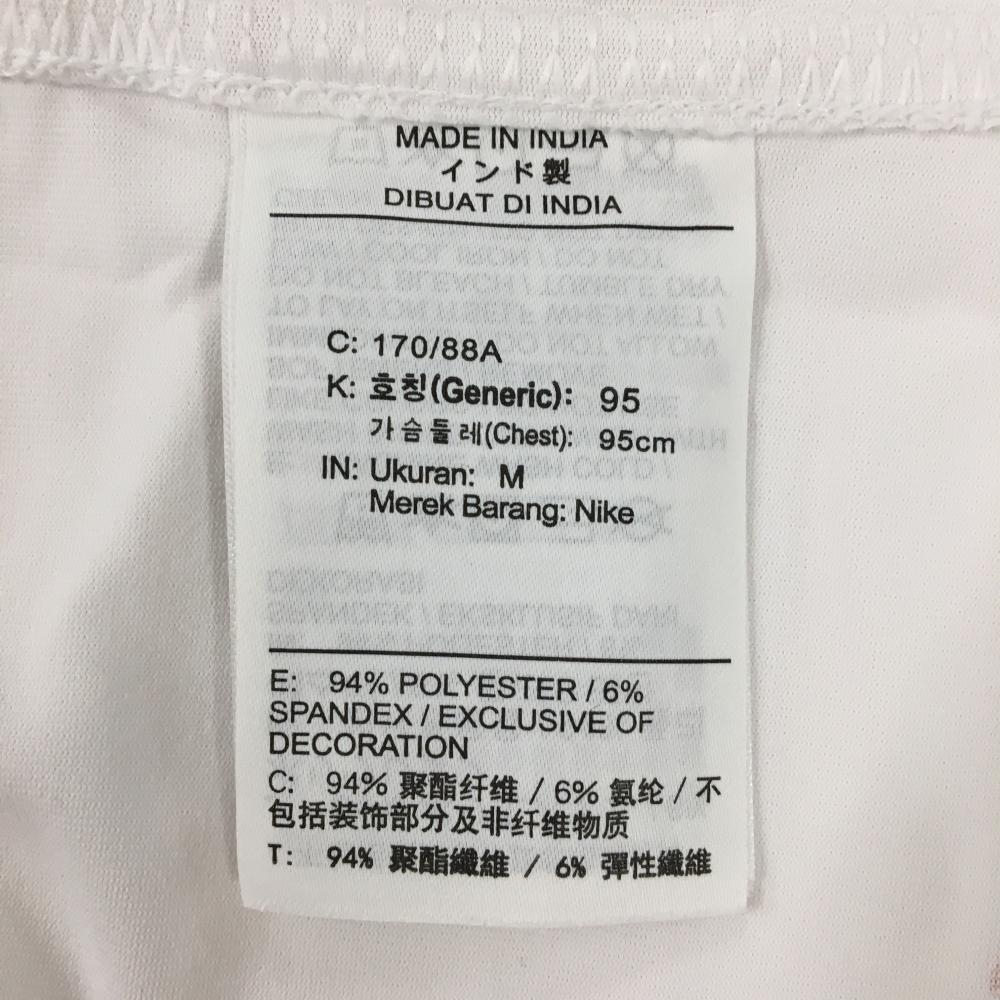 MADE IN INDIA
インド製
DIBUAT DI INDIA
C: 170/88A
K: 호칭(Generic): 95
가슴둘레(Chest): 95cm
IN: Ukuran: M
Merek Barang: Nike
E: 94% POLYESTER / 6%
SPANDEX / EXCLUSIVE OF
DECORATION
C: 94% 聚酯纤维 / 6% 氨纶 / 不
包括装饰部分及非纤维物质
T: 94% 聚酯纖維 / 6% 彈性纖維